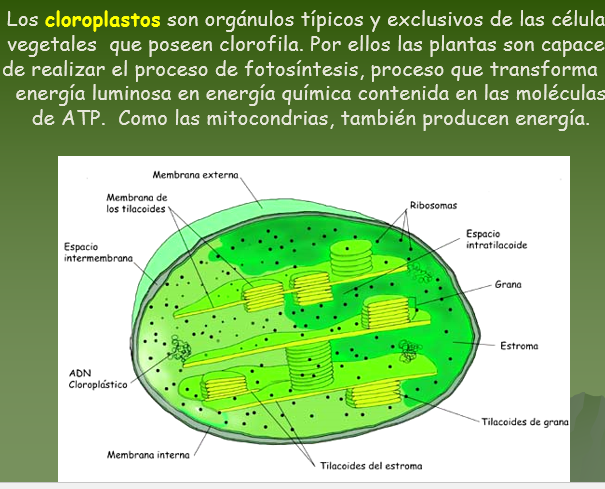 Los cloroplastos son orgánulos típicos y exclusivos de las célula
vegetales que poseen clorofila. Por ellos las plantas son capace
de realizar el proceso de fotosíntesis, proceso que transforma
energía luminosa en energía química contenida en las moléculas
de ATP. Como las mitocondrias, también producen energía.
Membrana externa
Membrana de
los tilacoides
Ribosomas
Espacio
intratilacoide
Espacio
intermembrana
Grana
Estroma
ADN
Cloroplástico
Tilacoides de grana
Membrana interna
Tilacoides del estroma